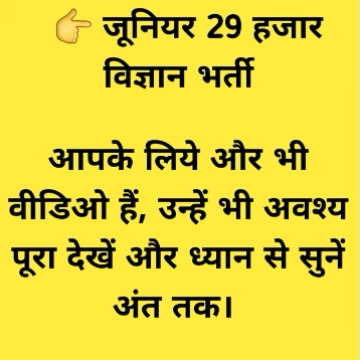 👉 जूनियर 29 हजार
विज्ञान भर्ती
आपके लिये और भी
वीडिओ हैं, उन्हें भी अवश्य
पूरा देखें और ध्यान से सुनें
अंत तक।